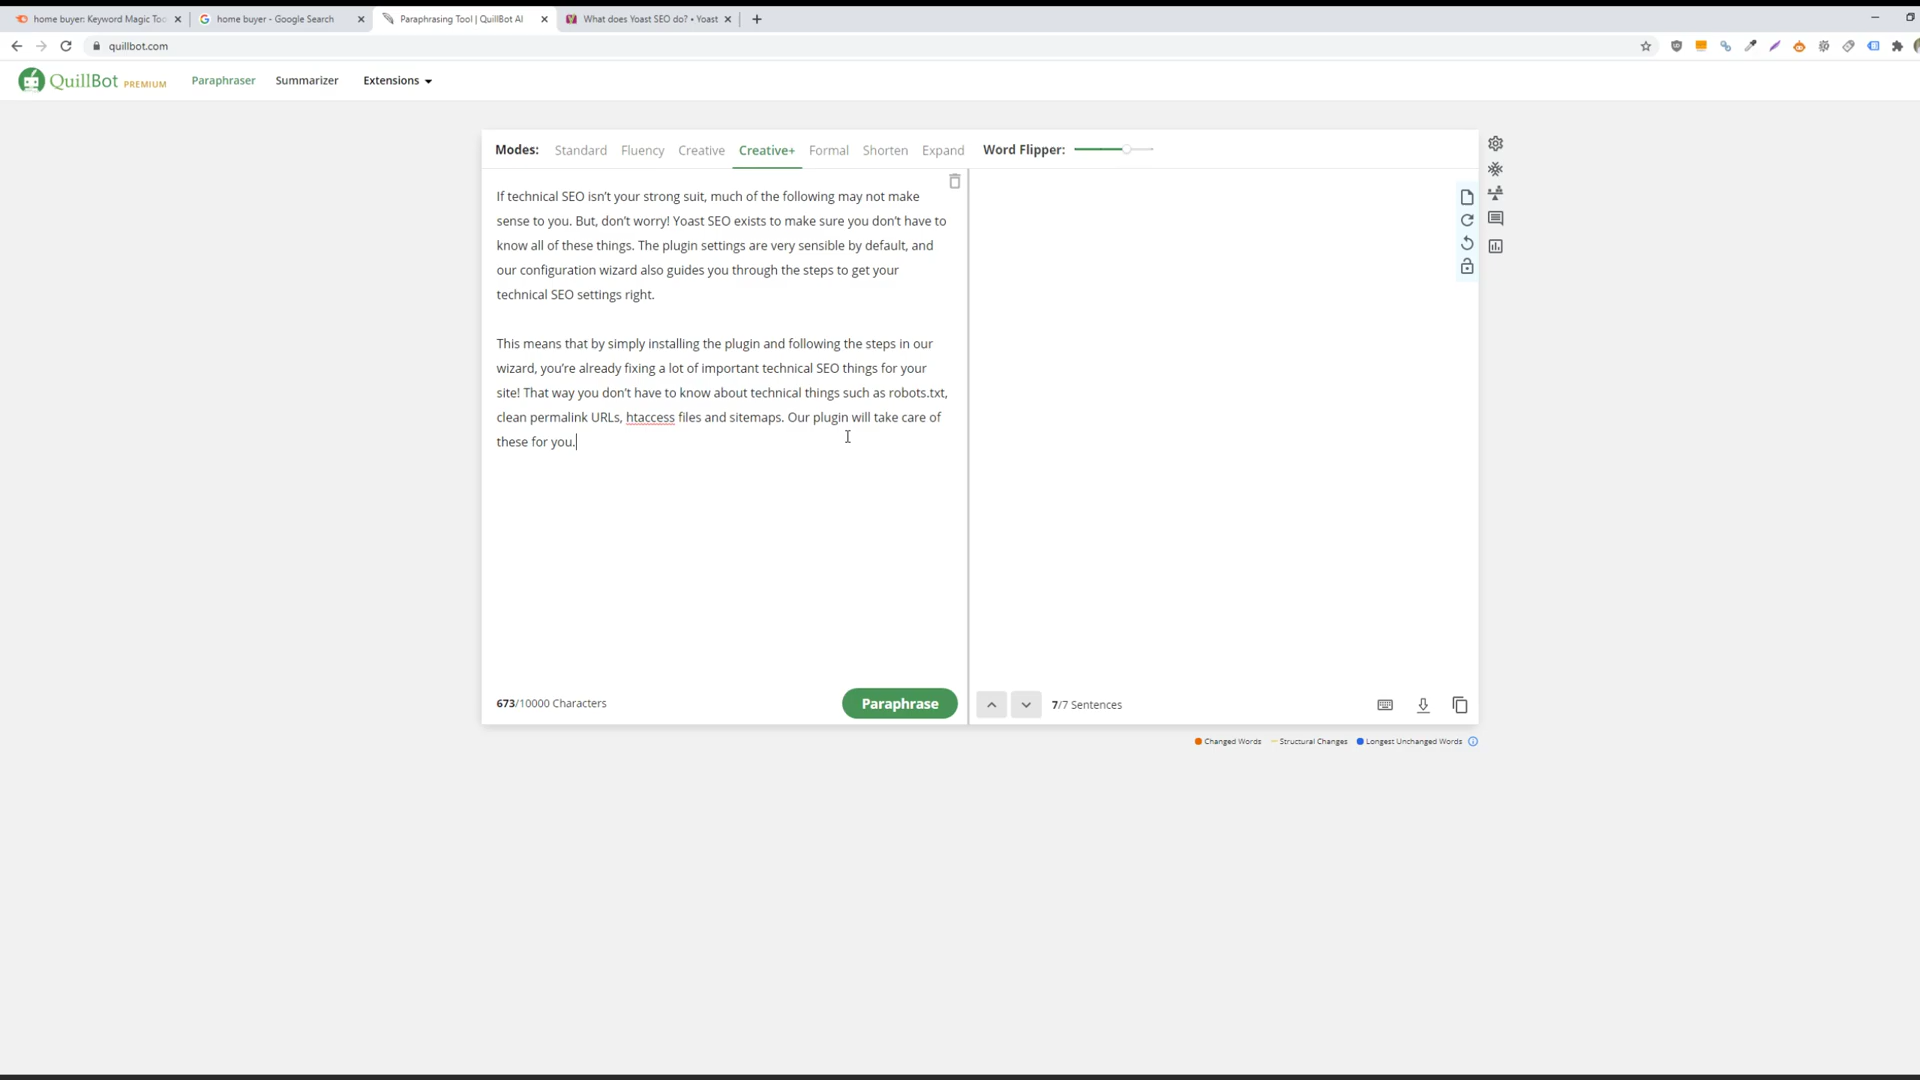 home buyer: Keyword Magic Too
home buyer - Google Search
Paraphrasing Tool | QuillBot AI
What does Yoast SEO do? • Yoast
quillbot.com
QuillBot PREMIUM
Paraphraser
Summarizer
Extensions
Modes:
Standard
Fluency
Creative
Creative+
Formal
Shorten
Expand
Word Flipper:
If technical SEO isn't your strong suit, much of the following may not make
sense to you. But, don't worry! Yoast SEO exists to make sure you don't have to
know all of these things. The plugin settings are very sensible by default, and
our configuration wizard also guides you through the steps to get your
technical SEO settings right.
This means that by simply installing the plugin and following the steps in our
wizard, you're already fixing a lot of important technical SEO things for your
site! That way you don't have to know about technical things such as robots.txt,
clean permalink URLs, htaccess files and sitemaps. Our plugin will take care of
these for you.
673/10000 Characters
Paraphrase
7/7 Sentences
Changed Words
Structural Changes
Longest Unchanged Words